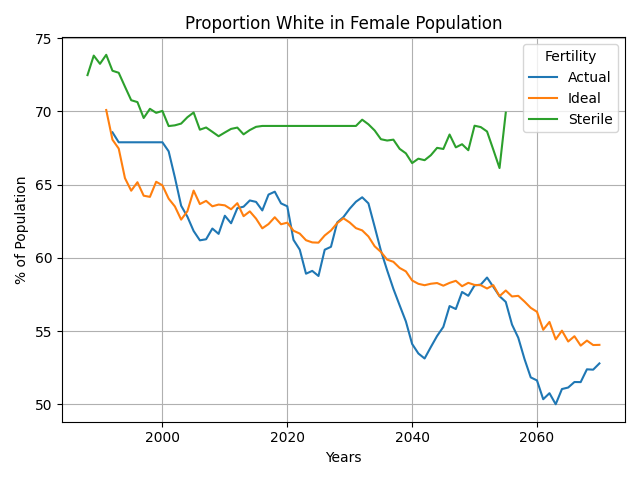 Proportion White in Female Population
% of Population
75
70
65
60
55
50
Fertility
Actual
Ideal
Sterile
2000 2020 2040 2060
Years